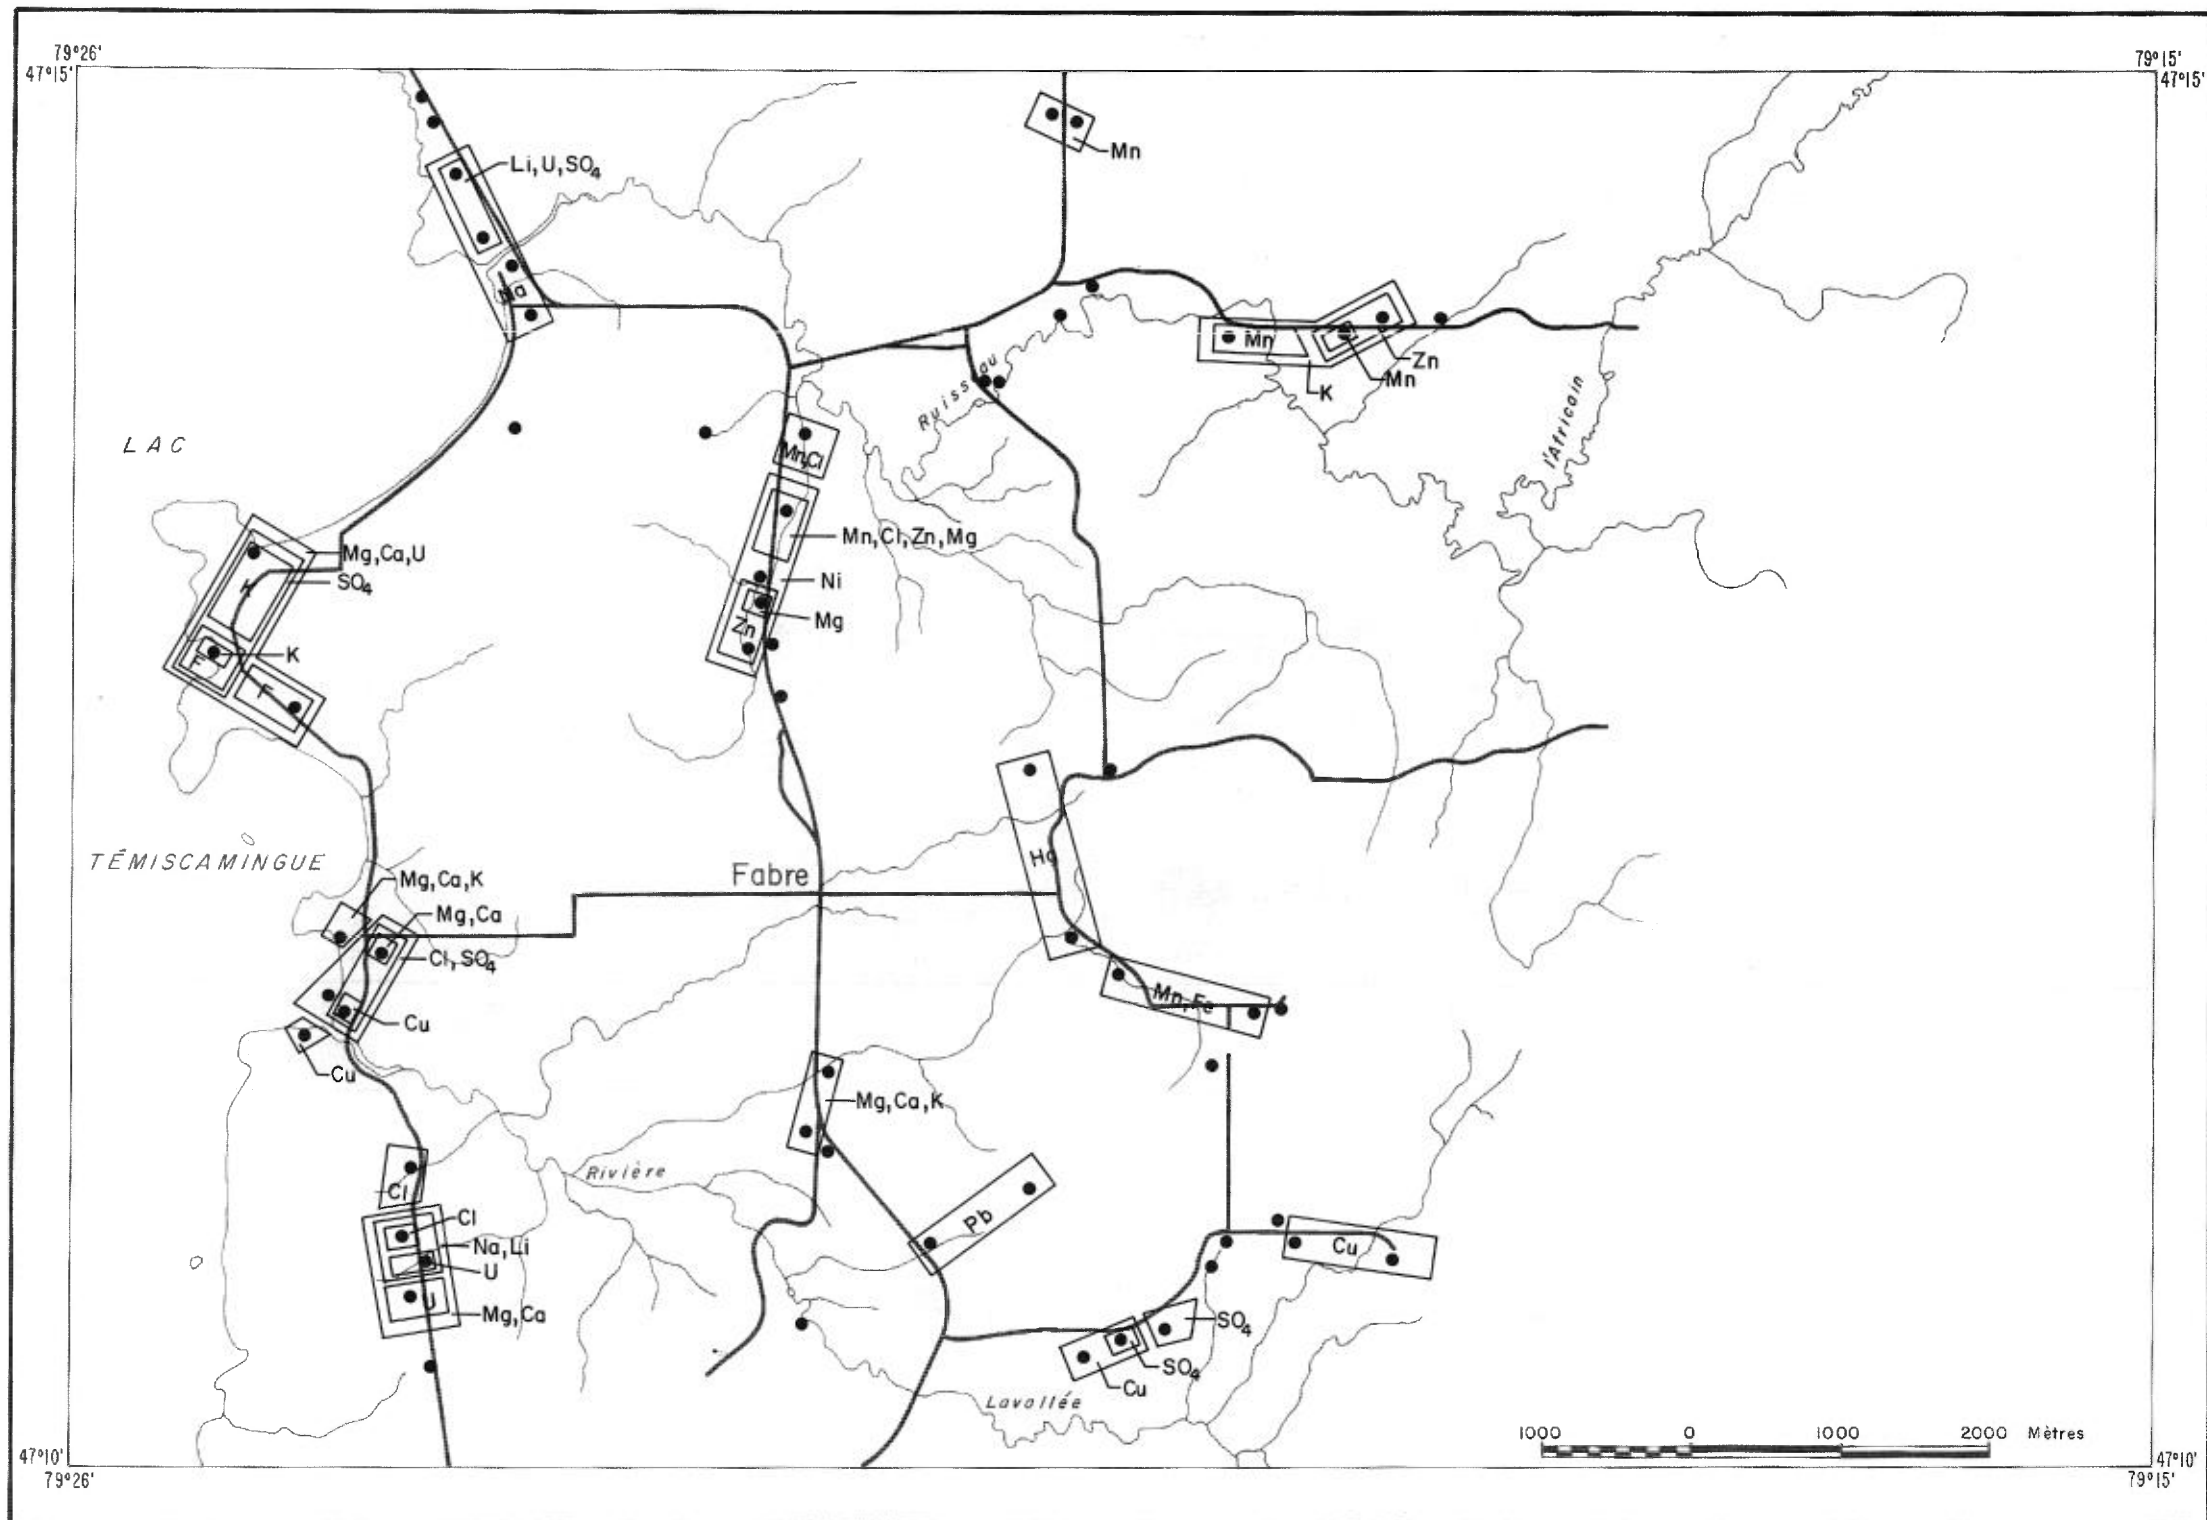 79°26'
47°15'
79°15'
47°15'
Mn
Li, U, SO₄
Na
Mn
Zn
Mn
K
Ruisseau
l'Africain
LAC
Mn,Cl
Mn, Cl, Zn, Mg
Mg, Ca, U
K
SO₄
Ni
Mg
Zn
K
F
F
TÉMISCAMINGUE
Hg
Fabre
Mg, Ca, K
Mg, Ca
Cl, SO₄
Mn, Fe
Cu
Cu
Mg, Ca, K
Rivière
Cl
Cl
Pb
Na, Li
U
Cu
U
Mg, Ca
SO₄
SO₄
Cu
Lavallée
1000 0 1000 2000 Mètres
47°10'
79°26'
47°10'
79°15'